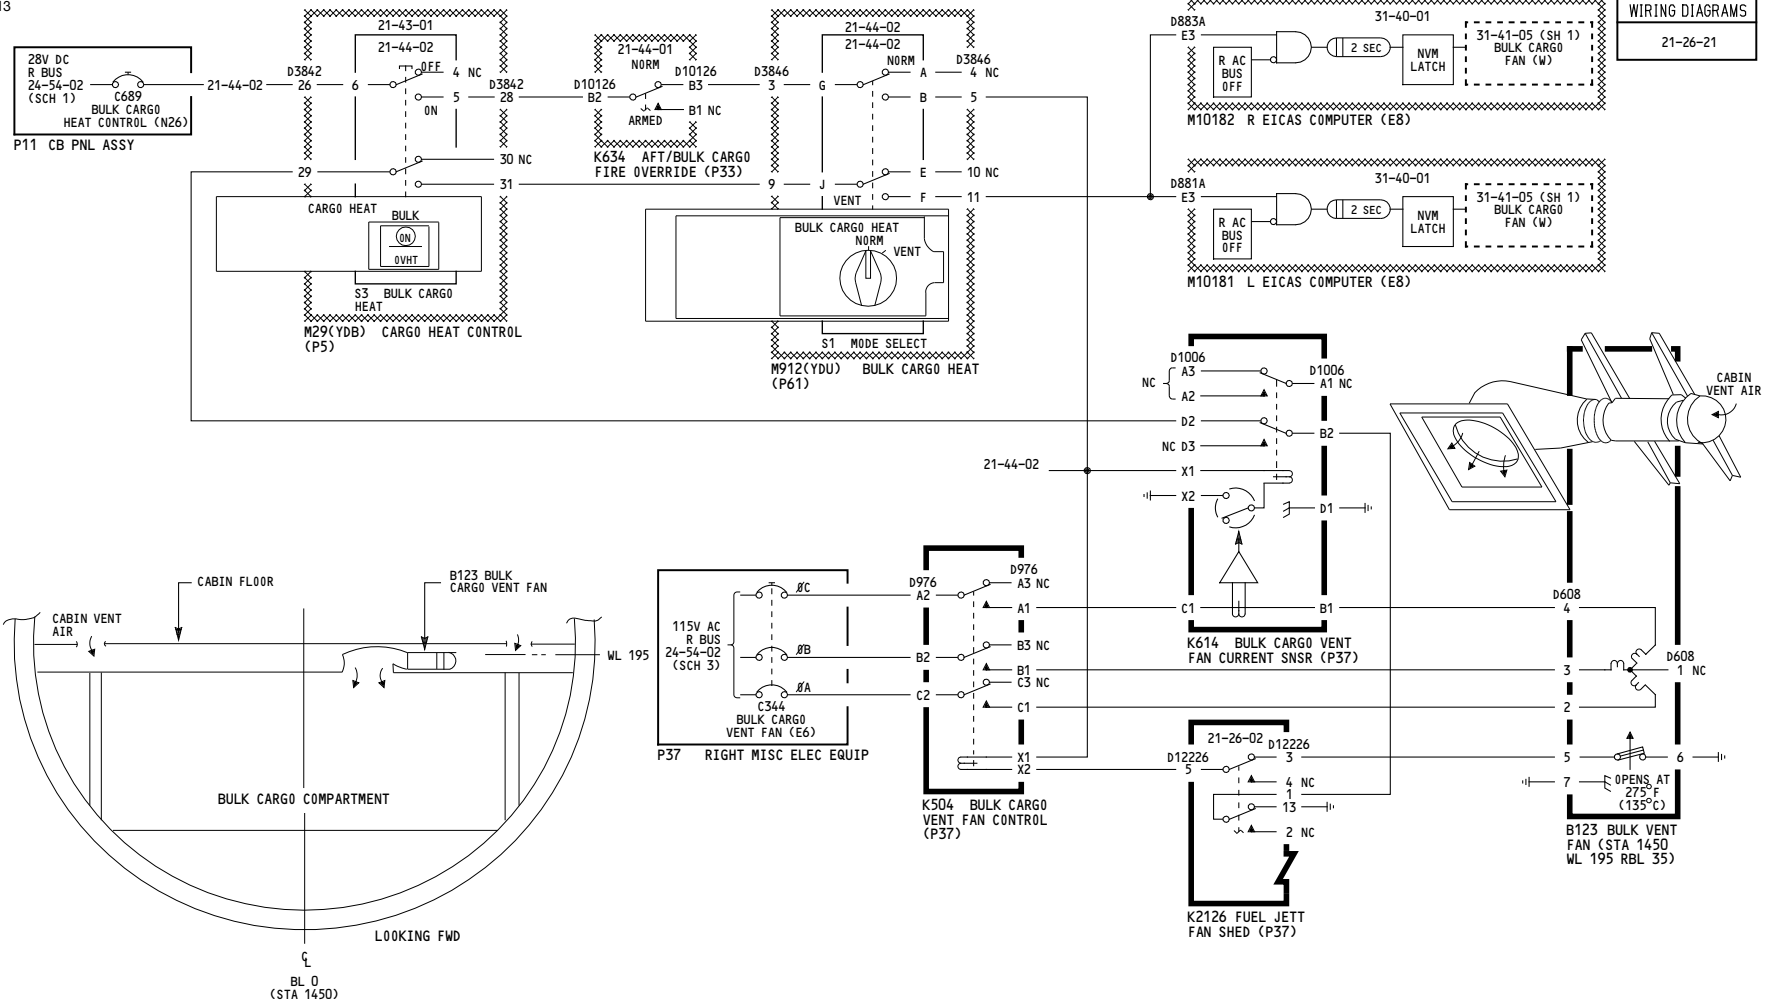 13
WIRING DIAGRAMS
21-26-21
28V DC
R BUS
24-54-02
(SCH 1)
C689
BULK CARGO
HEAT CONTROL (N26)
P11 CB PNL ASSY
21-44-02
21-43-01
21-44-02
D3842
26
6
OFF
4 NC
5
ON
D3842
28
29
30 NC
31
CARGO HEAT
BULK
ON
OVHT
S3 BULK CARGO
HEAT
M29(YDB) CARGO HEAT CONTROL
(P5)
21-44-01
NORM
D10126
B2
D10126
B3
B1 NC
ARMED
K634 AFT/BULK CARGO
FIRE OVERRIDE (P33)
21-44-02
21-44-02
D3846
3
G
NORM
A
D3846
4 NC
B
5
9
J
E
10 NC
VENT
F
11
BULK CARGO HEAT
NORM
VENT
S1 MODE SELECT
M912(YDU) BULK CARGO HEAT
(P61)
D883A
E3
31-40-01
R AC
BUS
OFF
2 SEC
NVM
LATCH
31-41-05 (SH 1)
BULK CARGO
FAN (W)
M10182 R EICAS COMPUTER (E8)
D881A
E3
31-40-01
R AC
BUS
OFF
2 SEC
NVM
LATCH
31-41-05 (SH 1)
BULK CARGO
FAN (W)
M10181 L EICAS COMPUTER (E8)
D1006
NC
A3
A2
D1006
A1 NC
D2
NC D3
B2
21-44-02
X1
X2
D1
C1
B1
K614 BULK CARGO VENT
FAN CURRENT SNSR (P37)
CABIN
VENT AIR
CABIN FLOOR
B123 BULK
CARGO VENT FAN
CABIN VENT
AIR
WL 195
BULK CARGO COMPARTMENT
LOOKING FWD
℄
BL 0
(STA 1450)
115V AC
R BUS
24-54-02
(SCH 3)
ØC
ØB
ØA
C344
BULK CARGO
VENT FAN (E6)
P37 RIGHT MISC ELEC EQUIP
D976
A2
D976
A3 NC
A1
B2
B3 NC
B1
C3 NC
C2
C1
X1
X2
K504 BULK CARGO
VENT FAN CONTROL
(P37)
21-26-02
D12226
5
D12226
3
4 NC
1
13
2 NC
K2126 FUEL JETT
FAN SHED (P37)
D608
4
3
D608
1 NC
2
5
6
7
OPENS AT
275°F
(135°C)
B123 BULK VENT
FAN (STA 1450
WL 195 RBL 35)